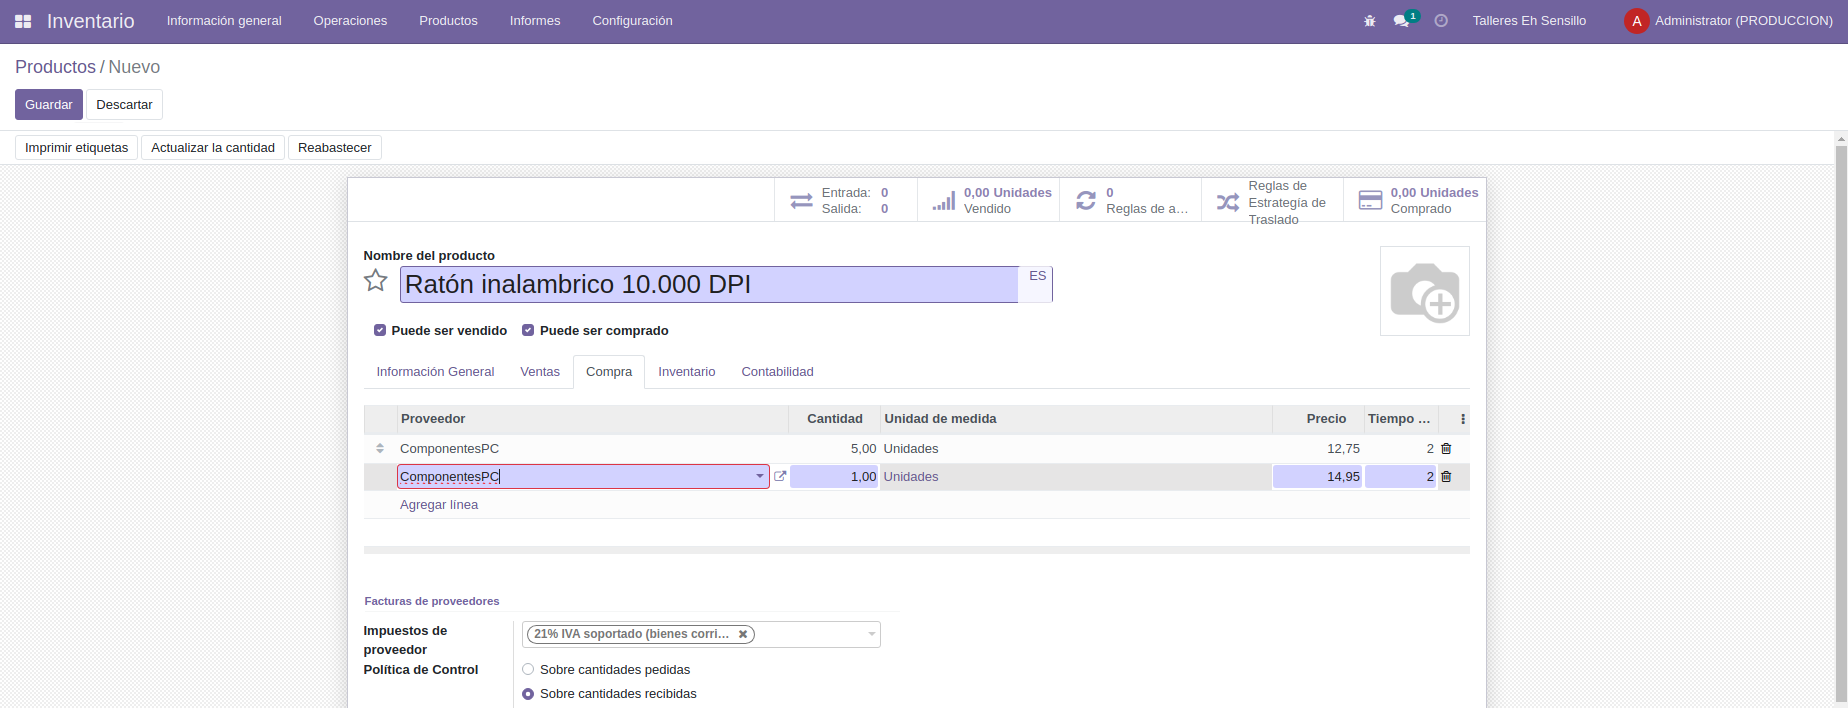 Inventario Información general Operaciones Productos Informes Configuración 1 Talleres Eh Sensillo A Administrator (PRODUCCION)
Productos / Nuevo
Guardar Descartar
Imprimir etiquetas Actualizar la cantidad Reabastecer
Entrada: 0
Salida: 0
0,00 Unidades
Vendido
0
Reglas de a…
Reglas de
Estrategía de
Traslado
0,00 Unidades
Comprado
Nombre del producto
Ratón inalambrico 10.000 DPI ES
Puede ser vendido Puede ser comprado
Información General Ventas Compra Inventario Contabilidad
Proveedor Cantidad Unidad de medida Precio Tiempo …
ComponentesPC 5,00 Unidades 12,75 2
ComponentesPC 1,00 Unidades 14,95 2
Agregar línea
Facturas de proveedores
Impuestos de
proveedor
21% IVA soportado (bienes corri…
Política de Control
Sobre cantidades pedidas
Sobre cantidades recibidas